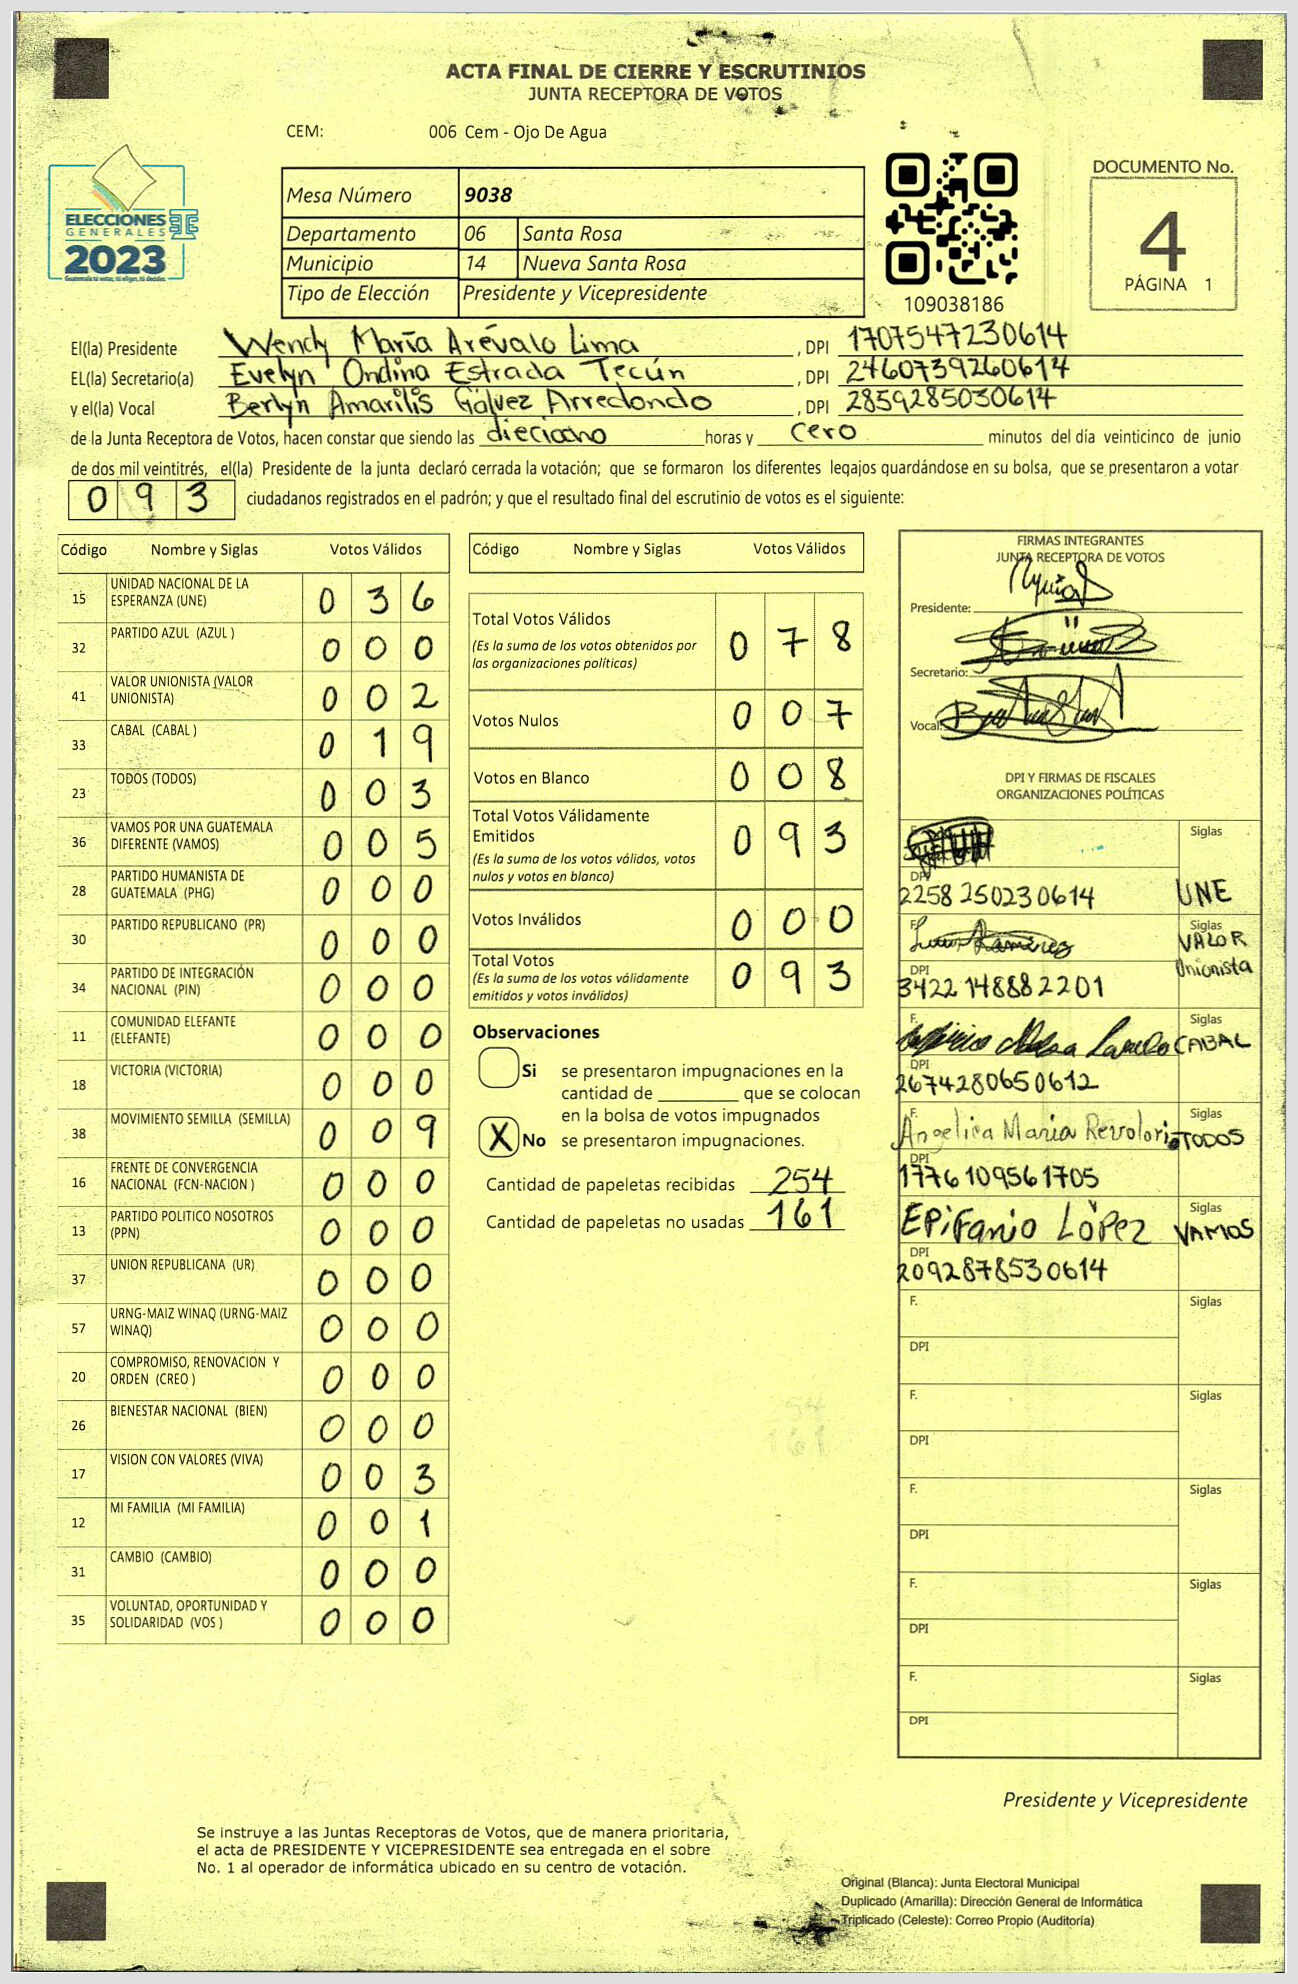 ACTA FINAL DE CIERRE Y ESCRUTINIOS
JUNTA RECEPTORA DE VOTOS
CEM: 006 Cem - Ojo De Agua
ELECCIONES
GENERALES
2023
Mesa Número 9038
Departamento 06 Santa Rosa
Municipio 14 Nueva Santa Rosa
Tipo de Elección Presidente y Vicepresidente
109038186
DOCUMENTO No.
4
PÁGINA 1
El(la) Presidente Wendy María Arévalo Lima , DPI 1707547230614
EL(la) Secretario(a) Evelyn Ondina Estrada Tecún , DPI 2460739260614
y el(la) Vocal Berlyn Amarilis Gálvez Arredondo , DPI 2859285030614
de la Junta Receptora de Votos, hacen constar que siendo las dieciocho horas y cero minutos del día veinticinco de junio
de dos mil veintitrés, el(la) Presidente de la junta declaró cerrada la votación; que se formaron los diferentes legajos guardándose en su bolsa, que se presentaron a votar
093 ciudadanos registrados en el padrón; y que el resultado final del escrutinio de votos es el siguiente:
Código Nombre y Siglas Votos Válidos
15 UNIDAD NACIONAL DE LA
ESPERANZA (UNE) 0 3 6
32 PARTIDO AZUL (AZUL ) 0 0 0
41 VALOR UNIONISTA (VALOR
UNIONISTA) 0 0 2
33 CABAL (CABAL ) 0 1 9
23 TODOS (TODOS) 0 0 3
36 VAMOS POR UNA GUATEMALA
DIFERENTE (VAMOS) 0 0 5
28 PARTIDO HUMANISTA DE
GUATEMALA (PHG) 0 0 0
30 PARTIDO REPUBLICANO (PR) 0 0 0
34 PARTIDO DE INTEGRACIÓN
NACIONAL (PIN) 0 0 0
11 COMUNIDAD ELEFANTE
(ELEFANTE) 0 0 0
18 VICTORIA (VICTORIA) 0 0 0
38 MOVIMIENTO SEMILLA (SEMILLA) 0 0 9
16 FRENTE DE CONVERGENCIA
NACIONAL (FCN-NACION ) 0 0 0
13 PARTIDO POLITICO NOSOTROS
(PPN) 0 0 0
37 UNION REPUBLICANA (UR) 0 0 0
57 URNG-MAIZ WINAQ (URNG-MAIZ
WINAQ) 0 0 0
20 COMPROMISO, RENOVACION Y
ORDEN (CREO ) 0 0 0
26 BIENESTAR NACIONAL (BIEN) 0 0 0
17 VISION CON VALORES (VIVA) 0 0 3
12 MI FAMILIA (MI FAMILIA) 0 0 1
31 CAMBIO (CAMBIO) 0 0 0
35 VOLUNTAD, OPORTUNIDAD Y
SOLIDARIDAD (VOS ) 0 0 0
Código Nombre y Siglas Votos Válidos
Total Votos Válidos 0 7 8
(Es la suma de los votos obtenidos por
las organizaciones políticas)
Votos Nulos 0 0 7
Votos en Blanco 0 0 8
Total Votos Válidamente
Emitidos 0 9 3
(Es la suma de los votos válidos, votos
nulos y votos en blanco)
Votos Inválidos 0 0 0
Total Votos 0 9 3
(Es la suma de los votos válidamente
emitidos y votos inválidos)
Observaciones
Si se presentaron impugnaciones en la
cantidad de ________ que se colocan
en la bolsa de votos impugnados
X No se presentaron impugnaciones.
Cantidad de papeletas recibidas 254
Cantidad de papeletas no usadas 161
FIRMAS INTEGRANTES
JUNTA RECEPTORA DE VOTOS
Presidente:
Secretario:
Vocal:
DPI Y FIRMAS DE FISCALES
ORGANIZACIONES POLÍTICAS
F. Siglas
DPI
2258 250230614 UNE
F. Siglas
Ramirez VALOR
DPI Unionista
3422148882201
F. Siglas
CABAL
DPI
2674280650612
F. Siglas
Angelica Maria Revolorio TODOS
DPI
1776109561705
Siglas
EPiFanio López VAMOS
DPI
2092878530614
F. Siglas
DPI
F. Siglas
DPI
F. Siglas
DPI
F. Siglas
DPI
F. Siglas
DPI
Presidente y Vicepresidente
Se instruye a las Juntas Receptoras de Votos, que de manera prioritaria,
el acta de PRESIDENTE Y VICEPRESIDENTE sea entregada en el sobre
No. 1 al operador de informática ubicado en su centro de votación.
Original (Blanca): Junta Electoral Municipal
Duplicado (Amarilla): Dirección General de Informática
Triplicado (Celeste): Correo Propio (Auditoría)